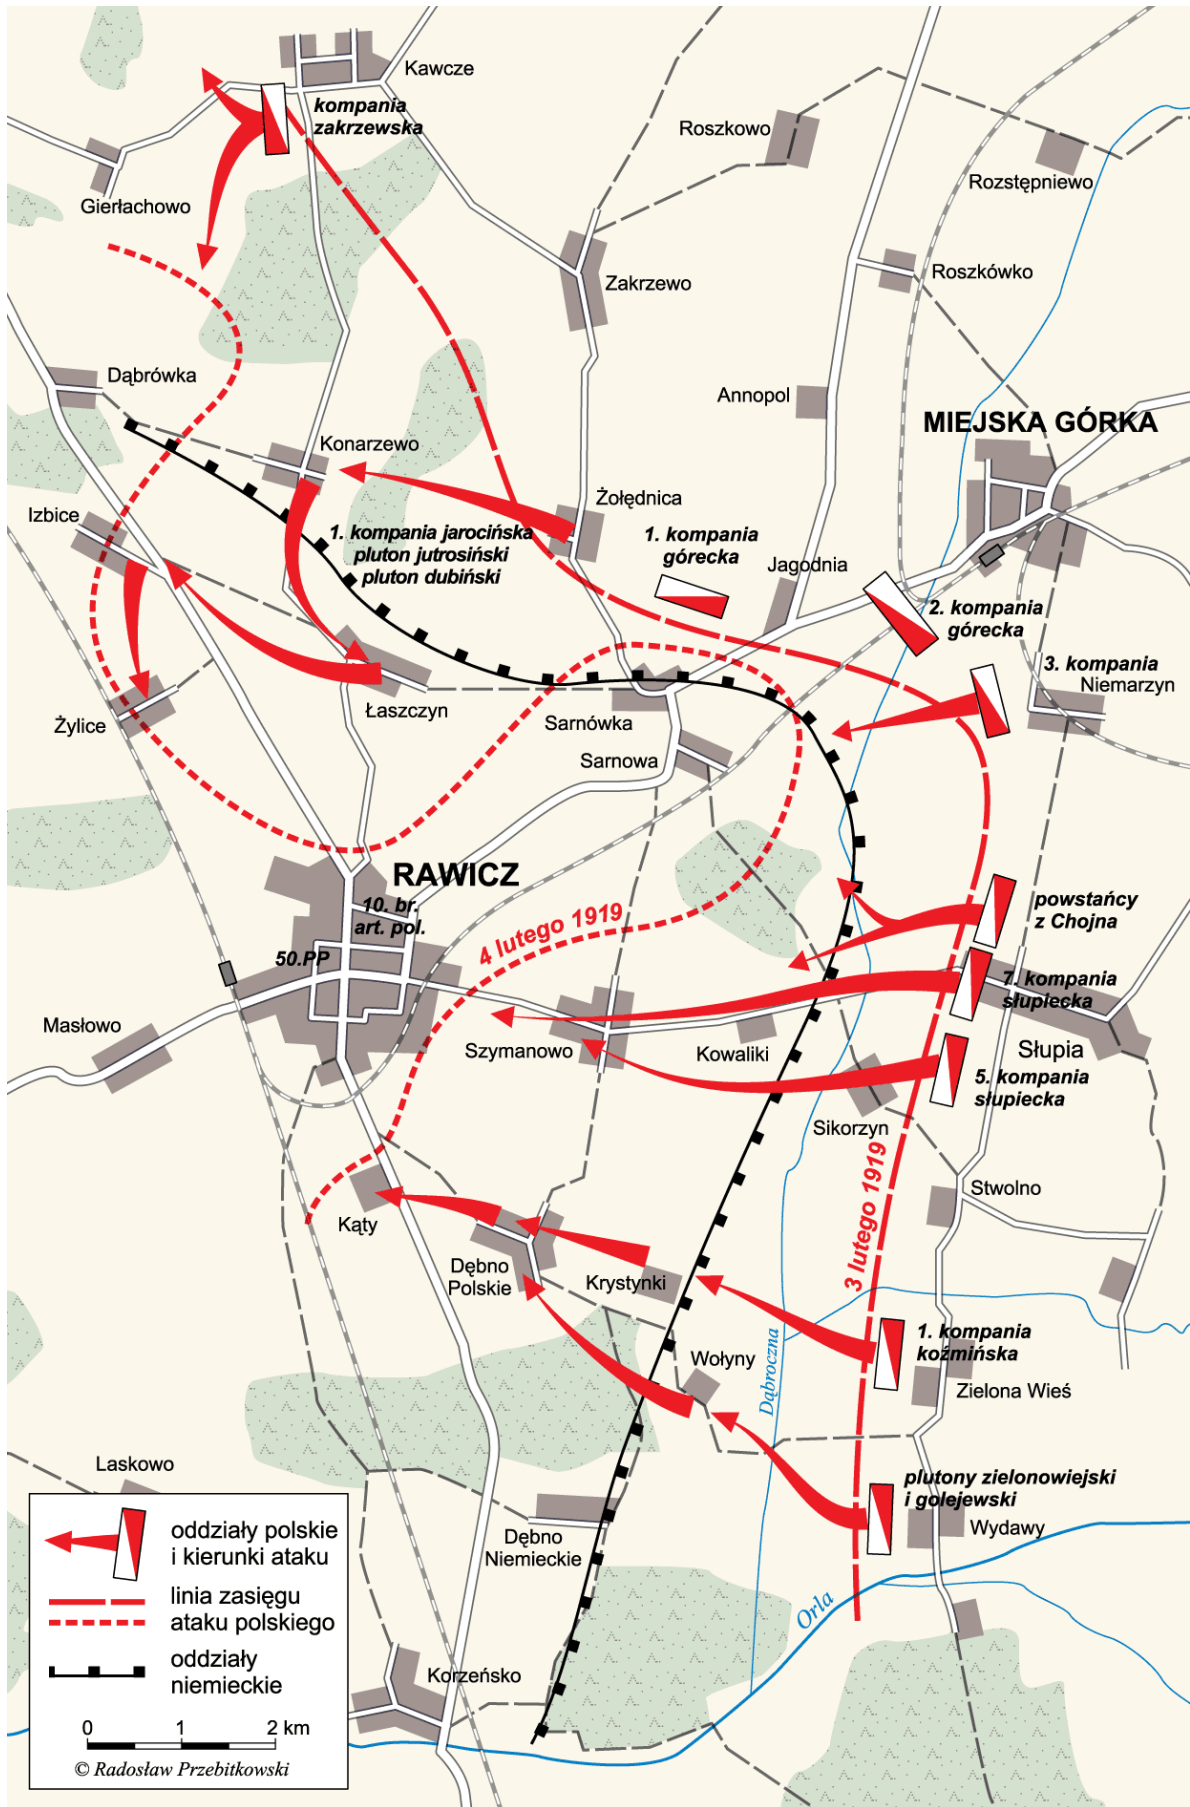 Kawcze
kompania
zakrzewska
Roszkowo
Rozstępniewo
Gierłachowo
Zakrzewo
Roszkówko
Dąbrówka
Annopol
MIEJSKA GÓRKA
Konarzewo
Izbice
Żołędnica
1. kompania jarocińska
pluton jutrosiński
pluton dubiński
1. kompania
górecka
Jagodnia
2. kompania
górecka
3. kompania
Niemarzyn
Łaszczyn
Żylice
Sarnówka
Sarnowa
RAWICZ
10. br.
art. pol.
50.PP
4 lutego 1919
powstańcy
z Chojna
7. kompania
słupiecka
Masłowo
Szymanowo
Kowaliki
Słupia
5. kompania
słupiecka
Sikorzyn
3 lutego 1919
Stwolno
Kąty
Dębno
Polskie
Krystynki
Dąbroczna
1. kompania
koźmińska
Wołyny
Zielona Wieś
Laskowo
plutony zielonowiejski
i golejewski
Wydawy
Dębno
Niemieckie
Orla
Korzeńsko
oddziały polskie
i kierunki ataku
linia zasięgu
ataku polskiego
oddziały
niemieckie
0 1 2 km
© Radosław Przebitkowski